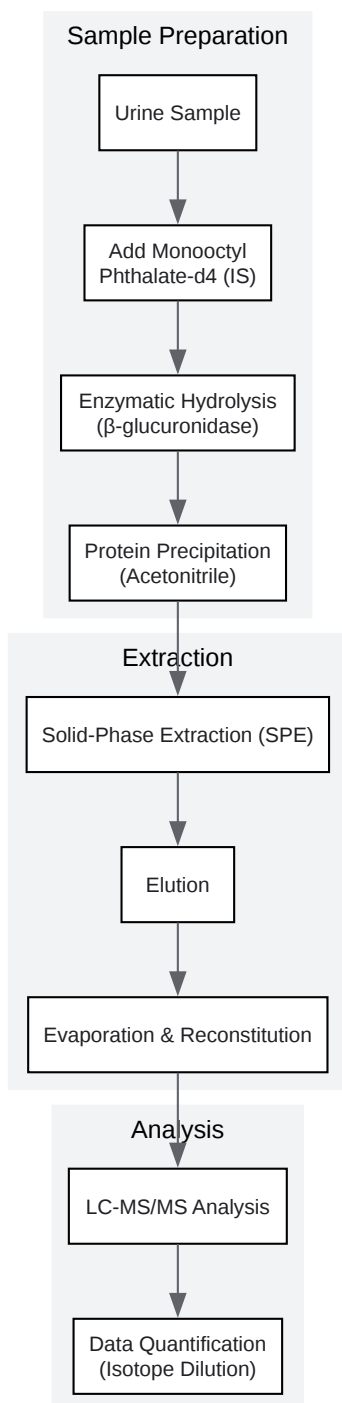 Sample Preparation
Urine Sample
Add Monooctyl
Phthalate-d4 (IS)
Enzymatic Hydrolysis
(β-glucuronidase)
Protein Precipitation
(Acetonitrile)
Extraction
Solid-Phase Extraction (SPE)
Elution
Evaporation & Reconstitution
Analysis
LC-MS/MS Analysis
Data Quantification
(Isotope Dilution)